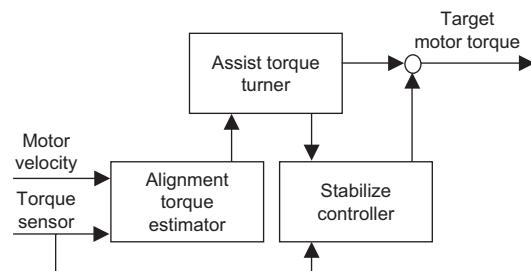 Target
motor torque
Assist torque
turner
Motor
velocity
Torque
sensor
Alignment
torque
estimator
Stabilize
controller